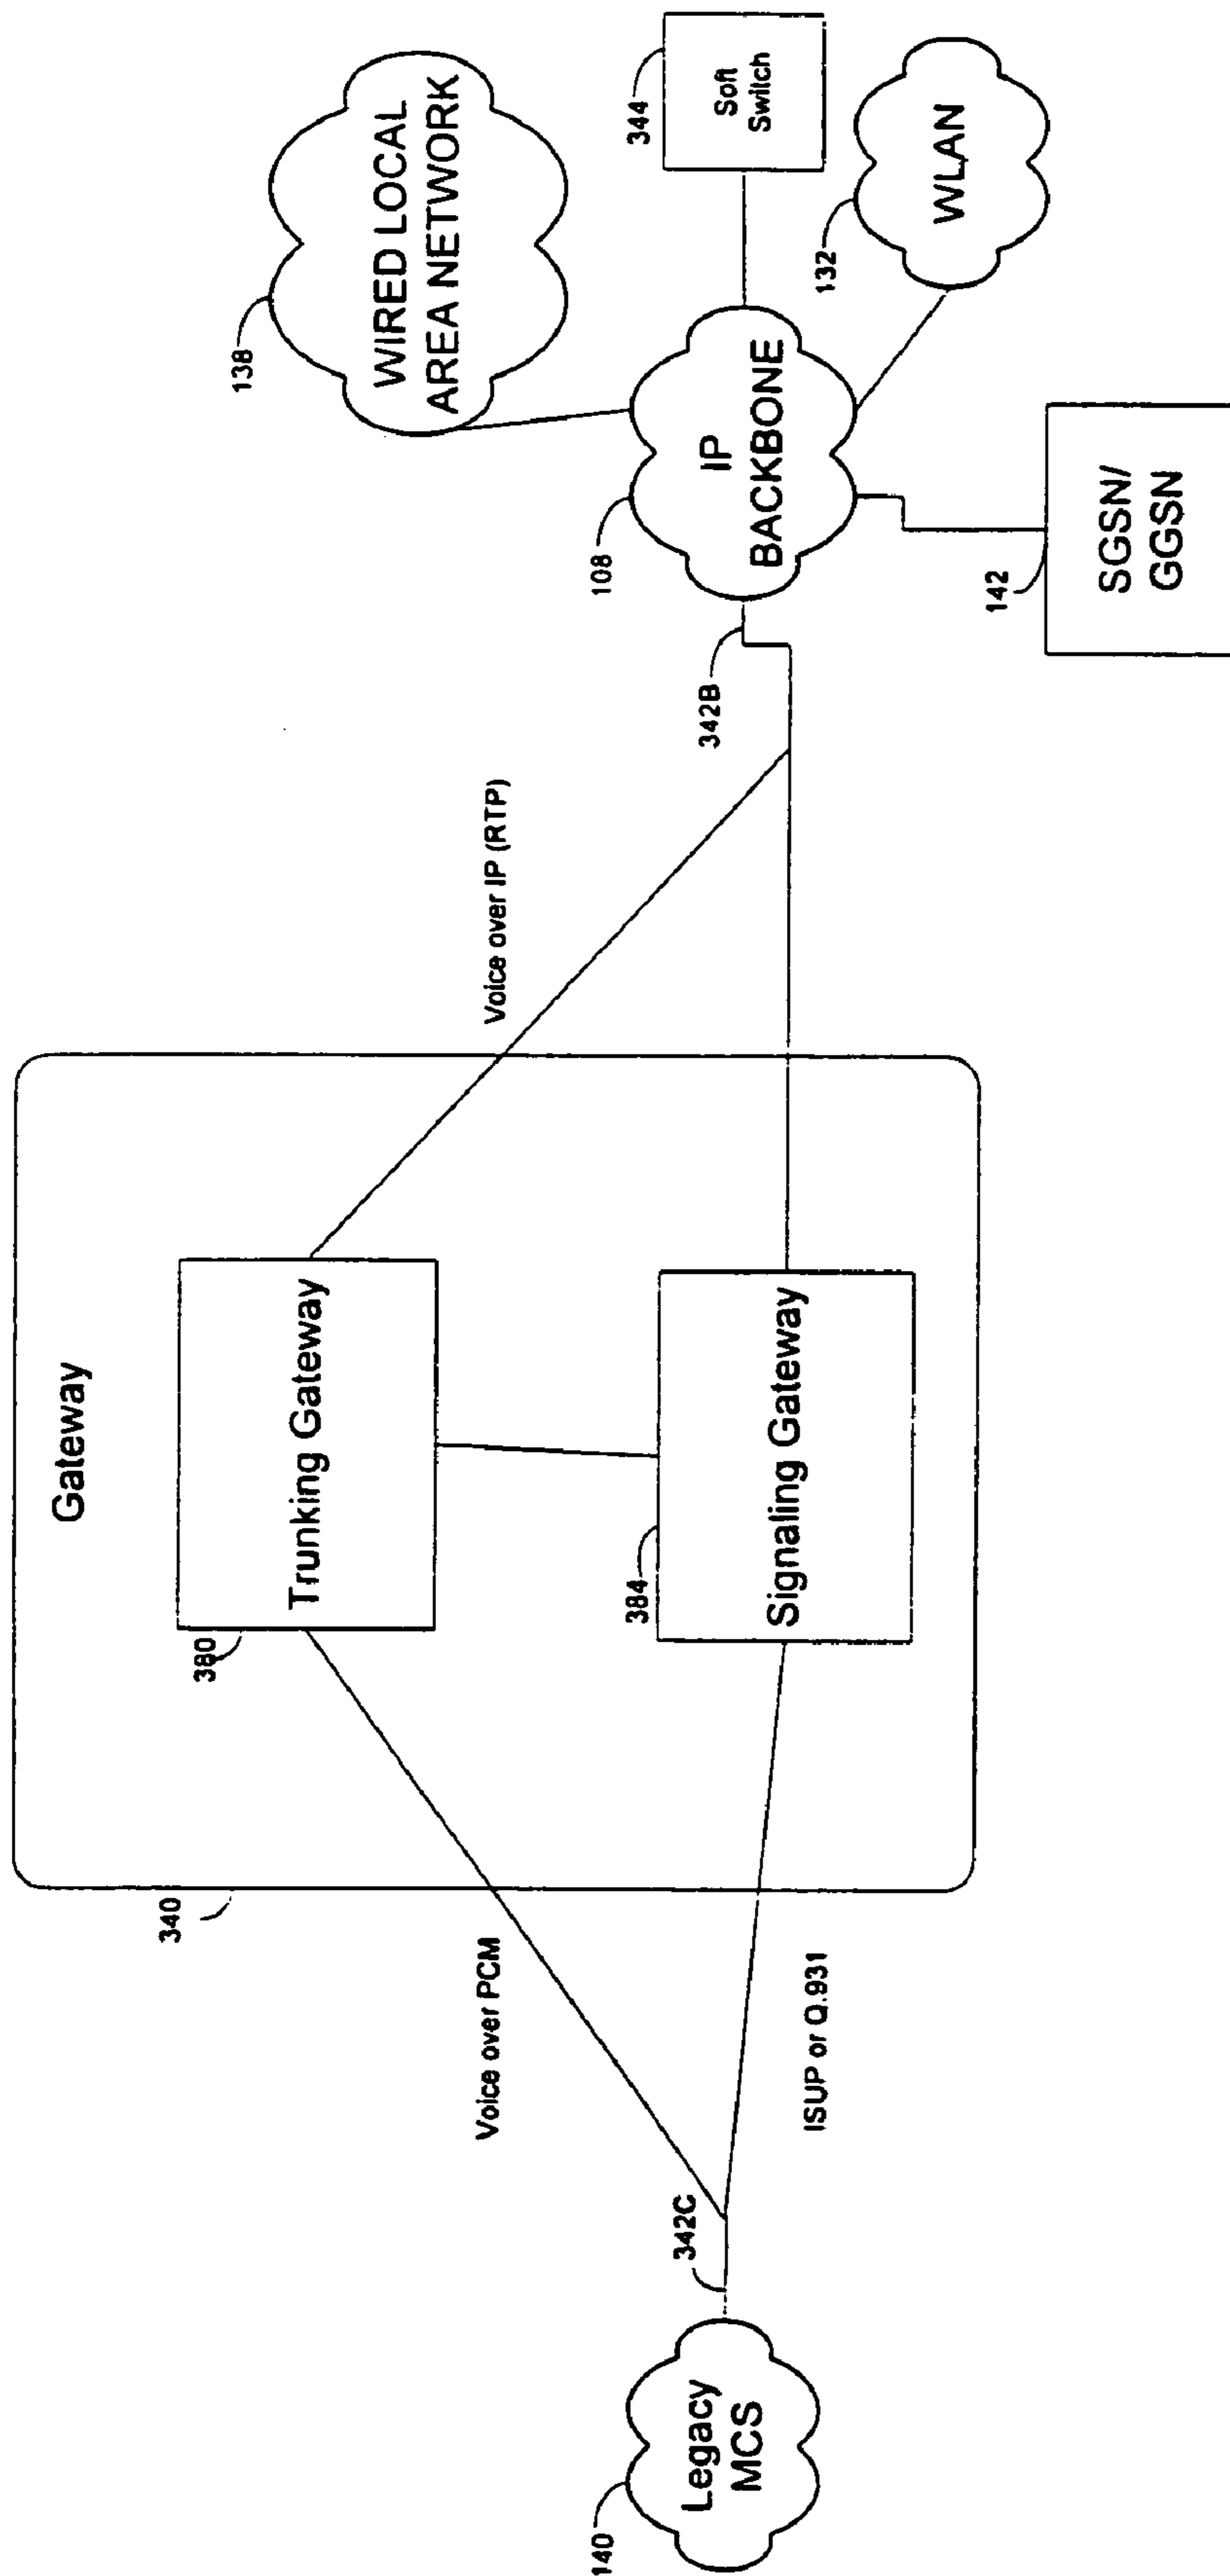 Gateway
340
380
Trunking Gateway
384
Signaling Gateway
Voice over PCM
ISUP or Q.931
342C
140
Legacy
MCS
Voice over IP (RTP)
342B
108
IP
BACKBONE
138
WIRED LOCAL
AREA NETWORK
344
Soft
Switch
132
WLAN
142
SGSN/
GGSN